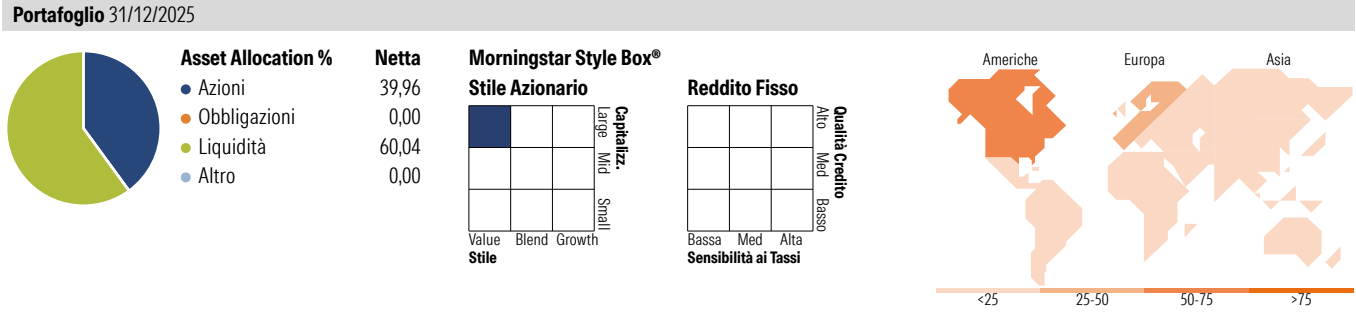 Portafoglio 31/12/2025
Asset Allocation % Netta
Azioni 39,96
Obbligazioni 0,00
Liquidità 60,04
Altro 0,00
Morningstar Style Box®
Stile Azionario
Large Mid Small
Capitalizz.
Value Blend Growth
Stile
Reddito Fisso
Alto Med Basso
Qualità Credito
Bassa Med Alta
Sensibilità ai Tassi
Americhe Europa Asia
<25 25-50 50-75 >75